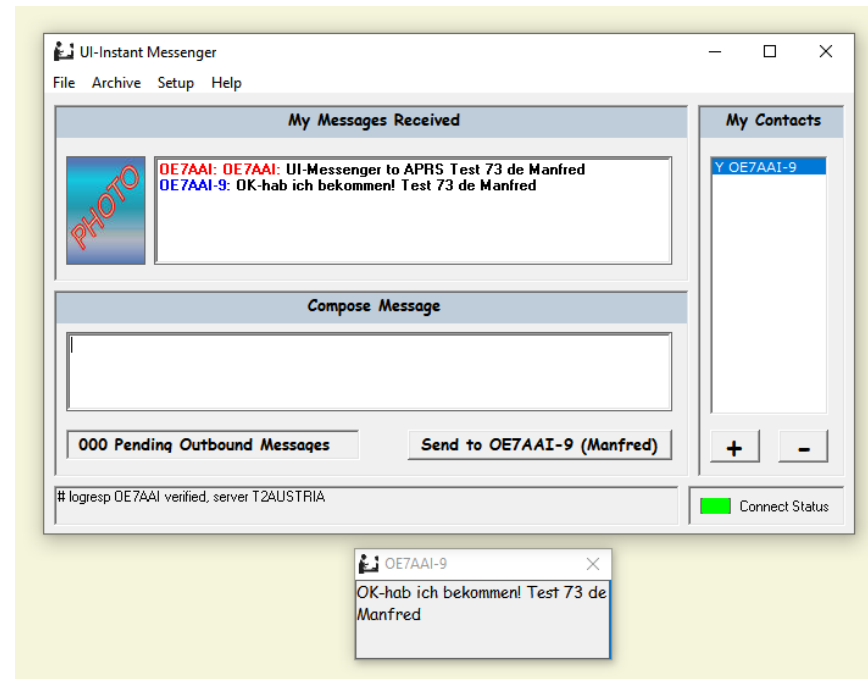 UI-Instant Messenger
File Archive Setup Help
My Messages Received
My Contacts
PHOTO
OE7AAI: OE7AAI: UI-Messenger to APRS Test 73 de Manfred
OE7AAI-9: OK-hab ich bekommen! Test 73 de Manfred
Y OE7AAI-9
Compose Message
000 Pending Outbound Messages
Send to OE7AAI-9 (Manfred)
+ -
# logresp OE7AAI verified, server T2AUSTRIA
Connect Status
OE7AAI-9
OK-hab ich bekommen! Test 73 de
Manfred